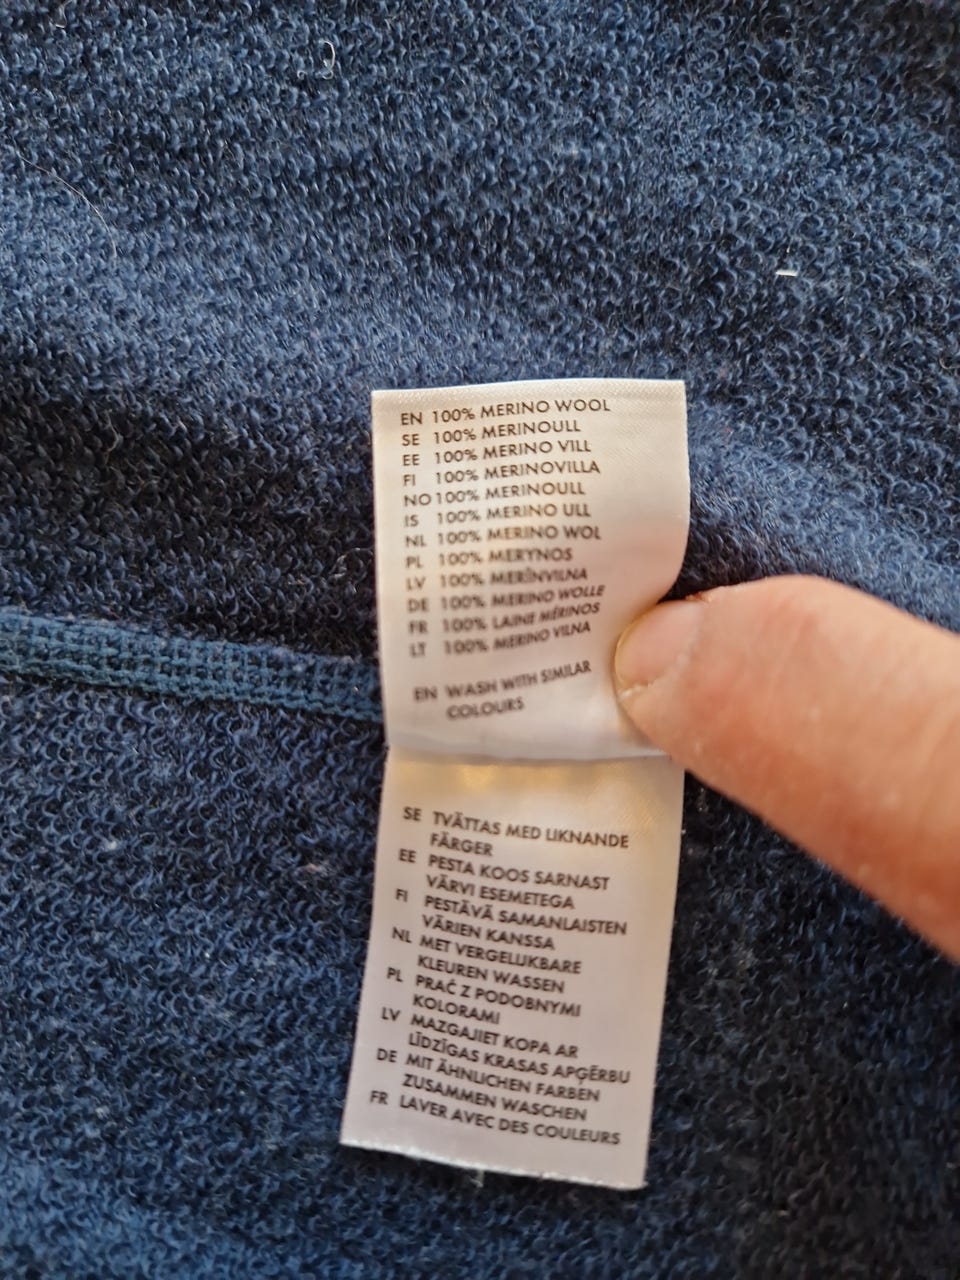 EN 100% MERINO WOOL
SE 100% MERINOULL
EE 100% MERINO VILL
FI 100% MERINOVILLA
NO 100% MERINOULL
IS 100% MERINO ULL
NL 100% MERINO WOL
PL 100% MERYNOS
LV 100% MERĪNVILNA
DE 100% MERINO WOLLE
FR 100% LAINE MÉRINOS
LT 100% MERINO VILNA
EN WASH WITH SIMILAR
COLOURS
SE TVÄTTAS MED LIKNANDE
FÄRGER
EE PESTA KOOS SARNAST
VÄRVI ESEMETEGA
FI PESTÄVÄ SAMANLAISTEN
VÄRIEN KANSSA
NL MET VERGELIJKBARE
KLEUREN WASSEN
PL PRAĆ Z PODOBNYMI
KOLORAMI
LV MAZGAJIET KOPA AR
LĪDZĪGAS KRASAS APĢĒRBU
DE MIT ÄHNLICHEN FARBEN
ZUSAMMEN WASCHEN
FR LAVER AVEC DES COULEURS